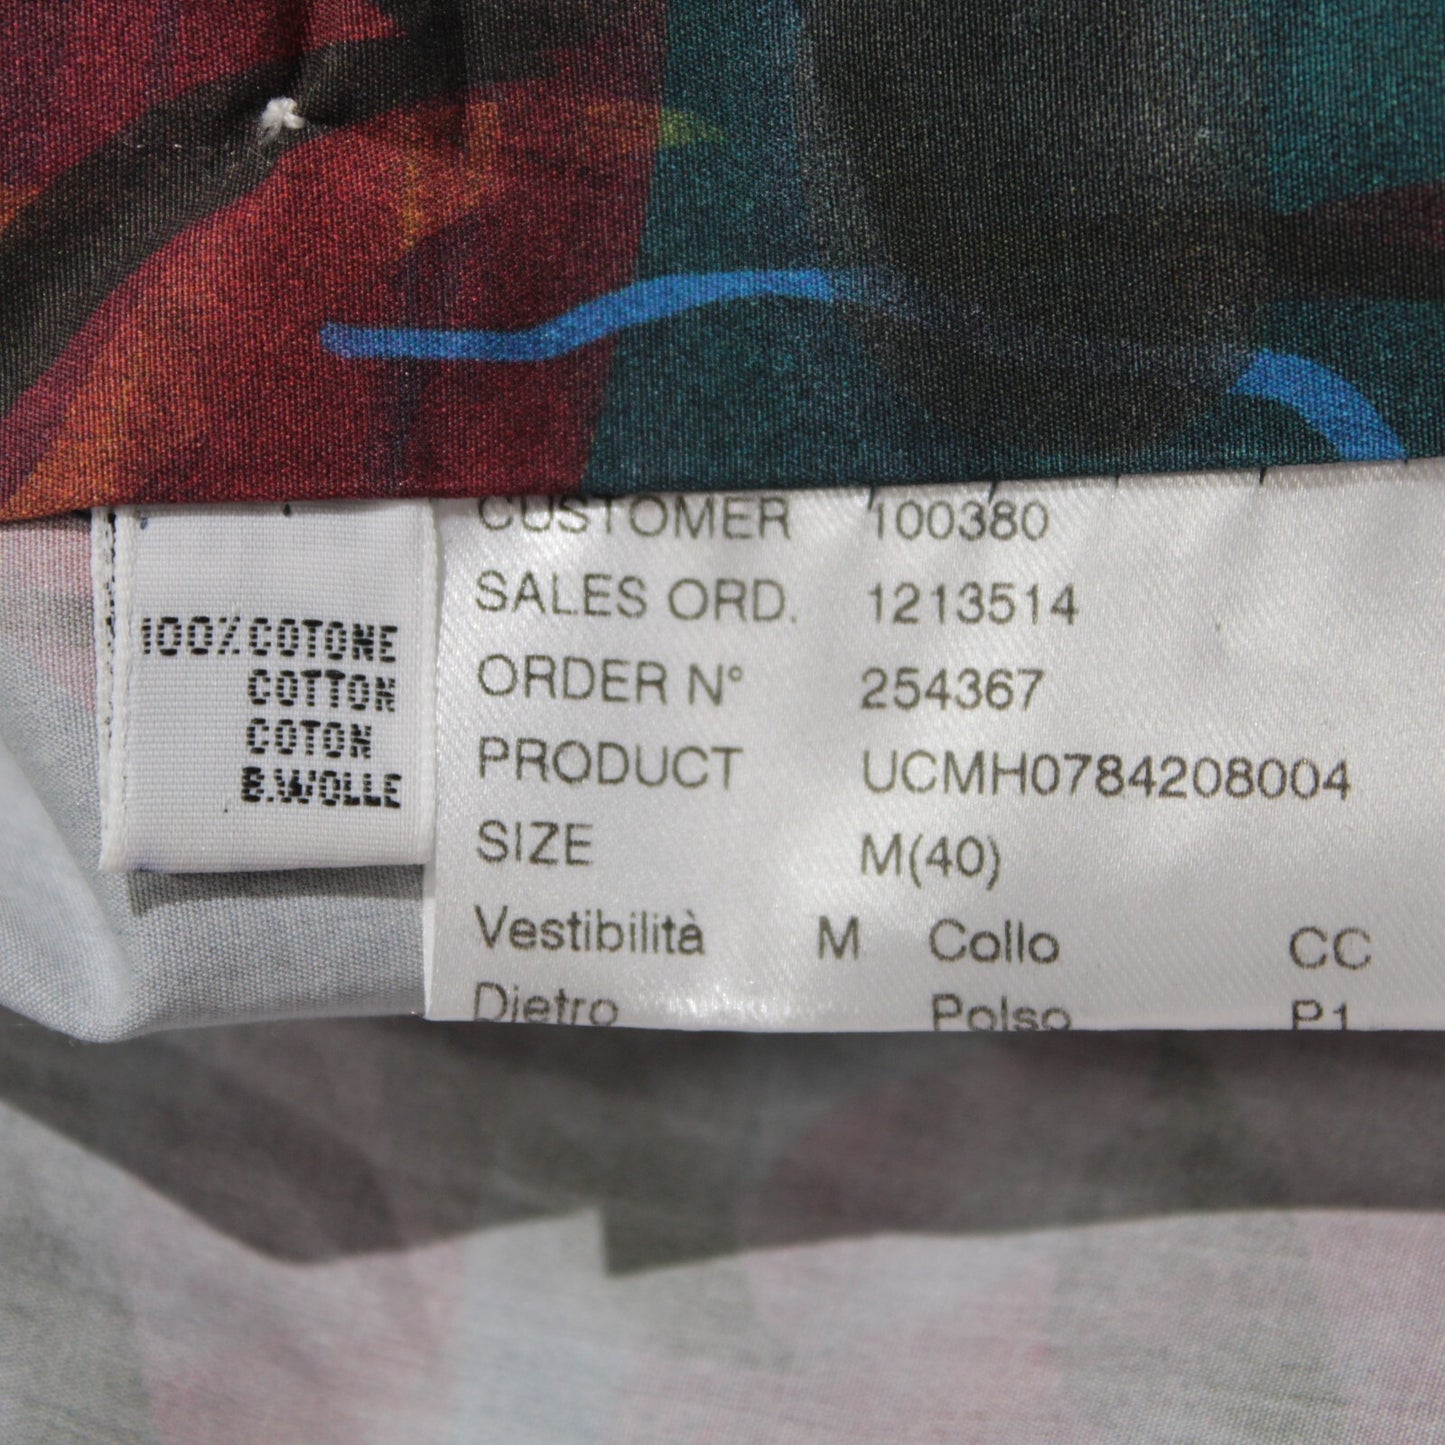 100% COTONE
COTTON
COTON
B.WOLLE
CUSTOMER 100380
SALES ORD. 1213514
ORDER N° 254367
PRODUCT UCMH0784208004
SIZE M(40)
Vestibilità M Collo CC
Dietro Polso P1